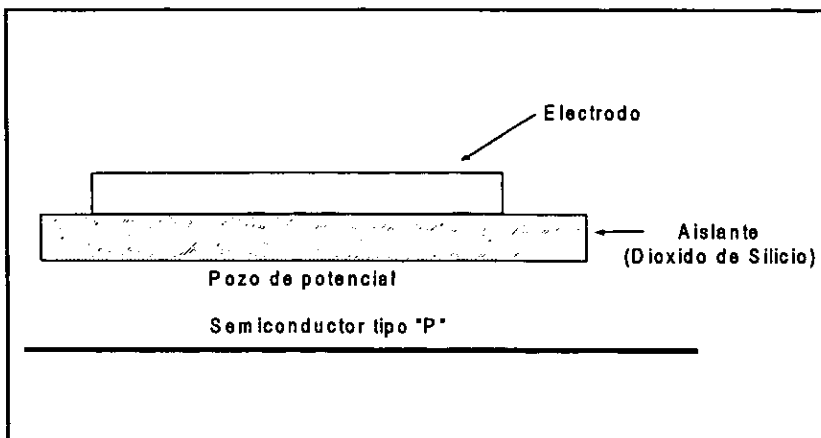 Electrodo
Aislante
(Dioxido de Silicio)
Pozo de potencial
Semiconductor tipo "P"